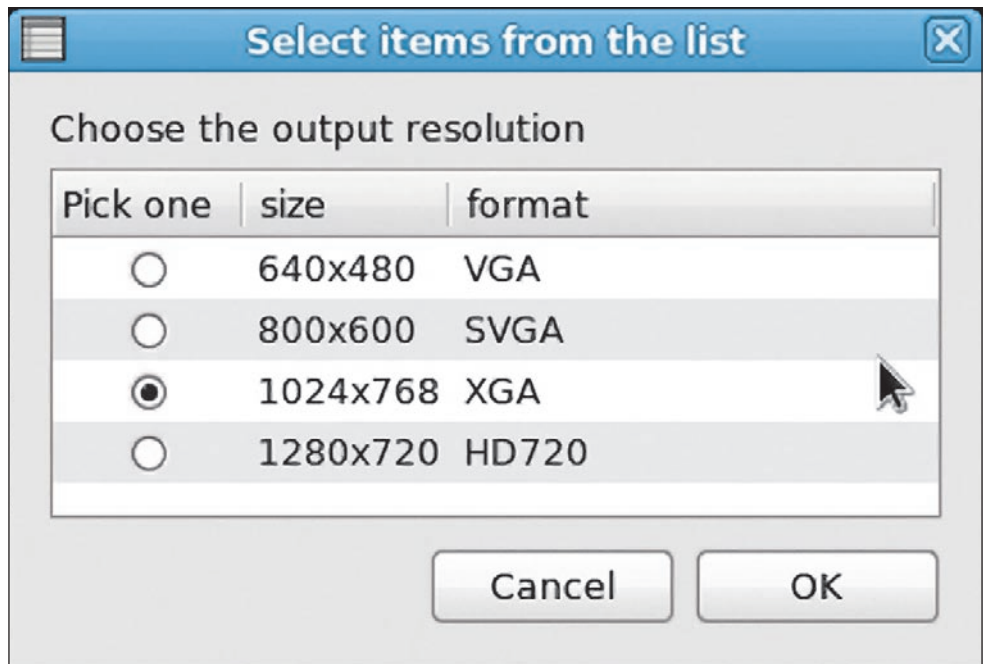 Select items from the list
Choose the output resolution
Pick one size format
640x480 VGA
800x600 SVGA
1024x768 XGA
1280x720 HD720
Cancel OK